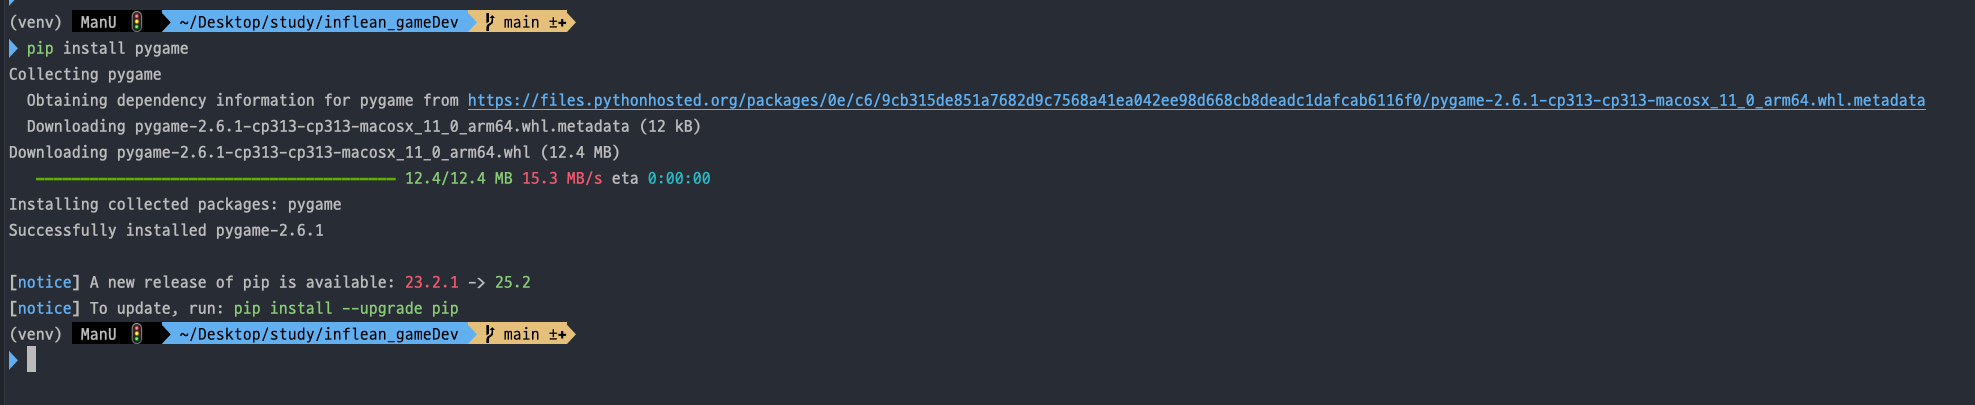 (venv) ManU ~/Desktop/study/inflean_gameDev main ±+
pip install pygame
Collecting pygame
Obtaining dependency information for pygame from https://files.pythonhosted.org/packages/0e/c6/9cb315de851a7682d9c7568a41ea042ee98d668cb8deadc1dafcab6116f0/pygame-2.6.1-cp313-cp313-macosx_11_0_arm64.whl.metadata
Downloading pygame-2.6.1-cp313-cp313-macosx_11_0_arm64.whl.metadata (12 kB)
Downloading pygame-2.6.1-cp313-cp313-macosx_11_0_arm64.whl (12.4 MB)
12.4/12.4 MB 15.3 MB/s eta 0:00:00
Installing collected packages: pygame
Successfully installed pygame-2.6.1
[notice] A new release of pip is available: 23.2.1 -> 25.2
[notice] To update, run: pip install --upgrade pip
(venv) ManU ~/Desktop/study/inflean_gameDev main ±+